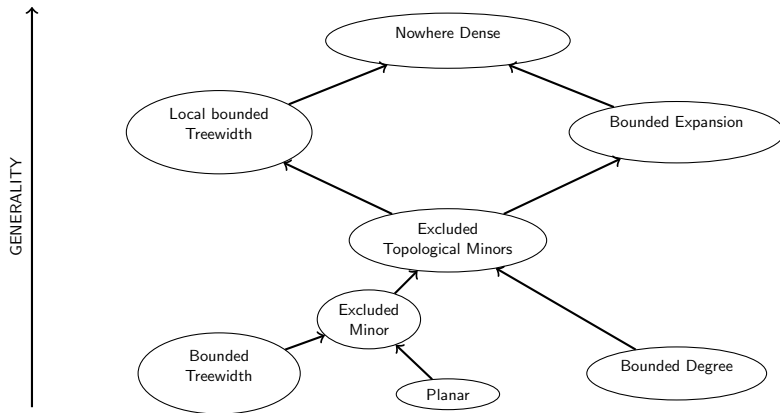 Nowhere Dense
Local bounded
Treewidth
Bounded Expansion
GENERALITY
Excluded
Topological Minors
Excluded
Minor
Bounded
Treewidth
Bounded Degree
Planar